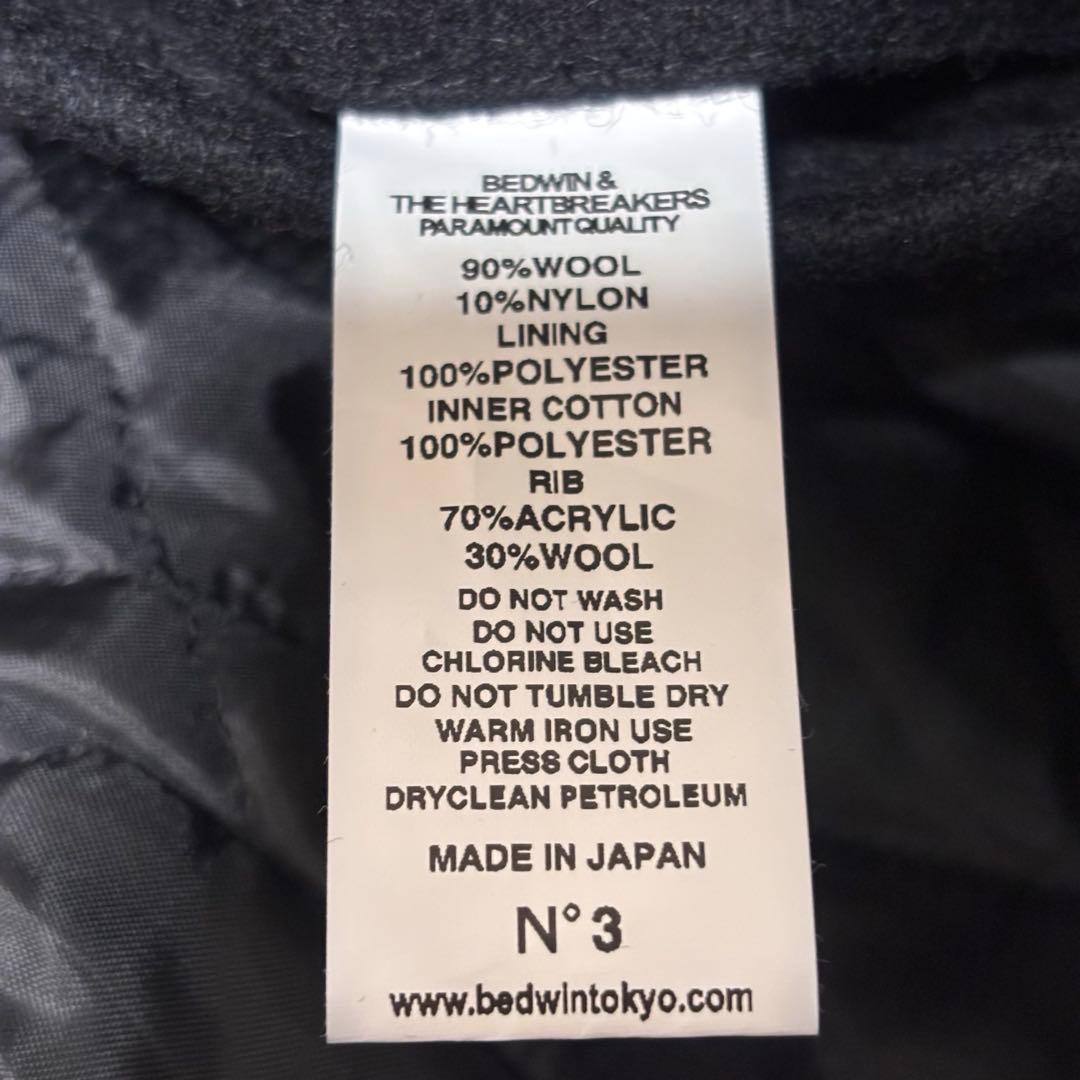 BEDWIN &
THE HEARTBREAKERS
PARAMOUNT QUALITY
90%WOOL
10%NYLON
LINING
100%POLYESTER
INNER COTTON
100%POLYESTER
RIB
70%ACRYLIC
30%WOOL
DO NOT WASH
DO NOT USE
CHLORINE BLEACH
DO NOT TUMBLE DRY
WARM IRON USE
PRESS CLOTH
DRYCLEAN PETROLEUM
MADE IN JAPAN
N°3
www.bedwintokyo.com